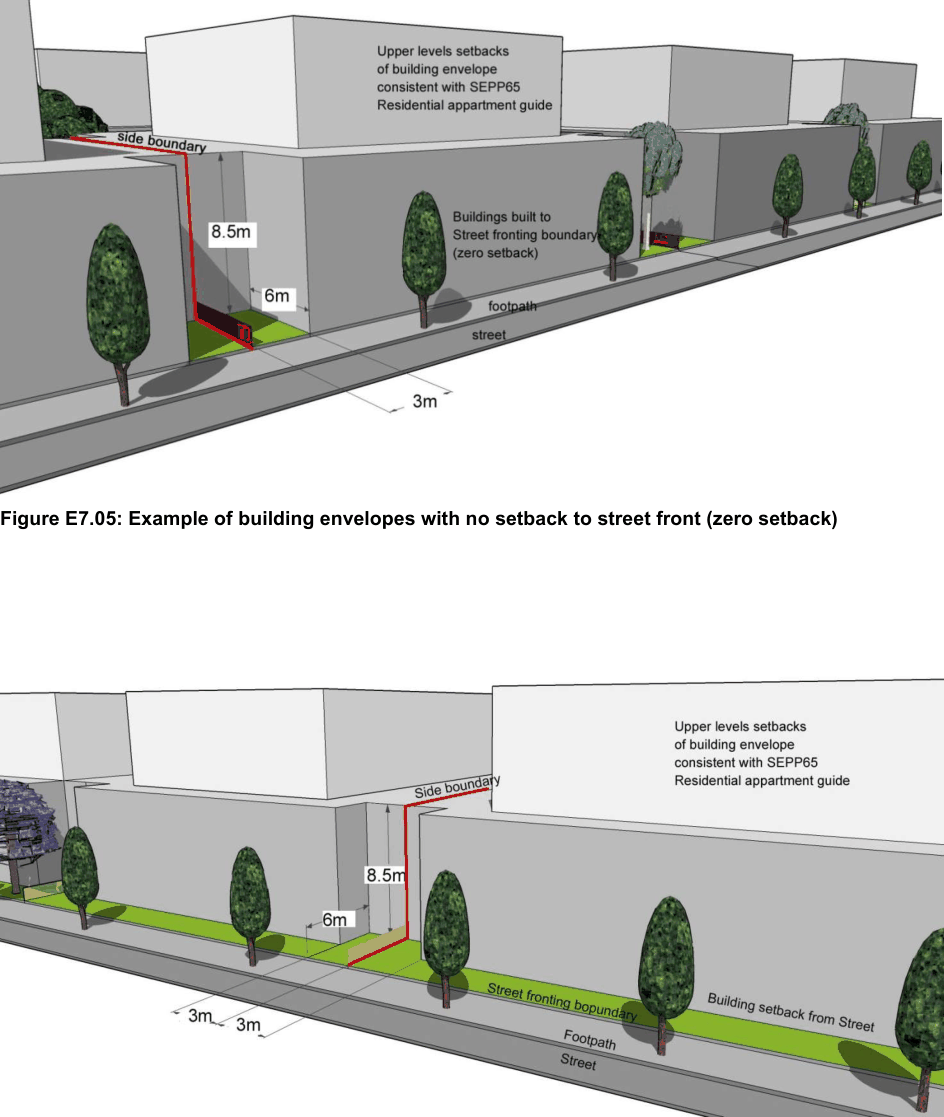 Upper levels setbacks
of building envelope
consistent with SEPP65
Residential appartment guide
side boundary
8.5m
Buildings built to
Street fronting boundary
(zero setback)
6m
footpath
street
3m
Figure E7.05: Example of building envelopes with no setback to street front (zero setback)
Upper levels setbacks
of building envelope
consistent with SEPP65
Residential appartment guide
Side boundary
8.5m
6m
3m
3m
Street fronting bopundary
Building setback from Street
Footpath
Street